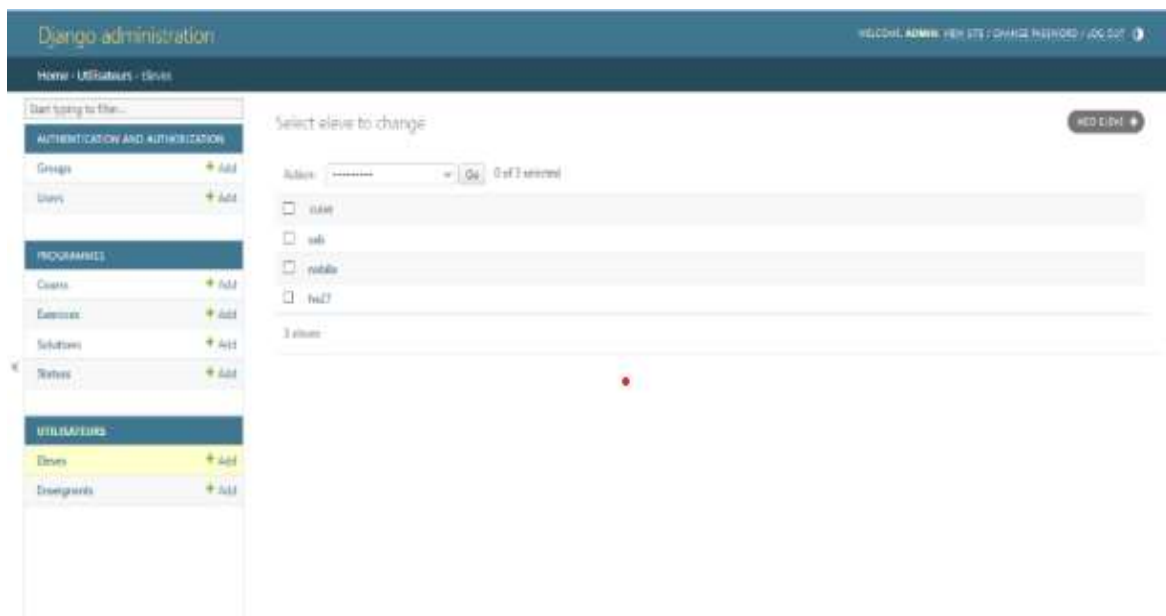 Django administration
WELCOME, ADMIN. VIEW SITE / CHANGE PASSWORD / LOG OUT
Home › Utilisateurs › Eleves
Start typing to filter...
AUTHENTICATION AND AUTHORIZATION
Groups + Add
Users + Add
PROGRAMMES
Cours + Add
Exercices + Add
Solutions + Add
+ Add
UTILISATEURS
Eleves + Add
Enseignants + Add
Select eleve to change
ADD ELEVE +
Action: --------- Go 0 of 3 selected
ELEVE
3 eleves